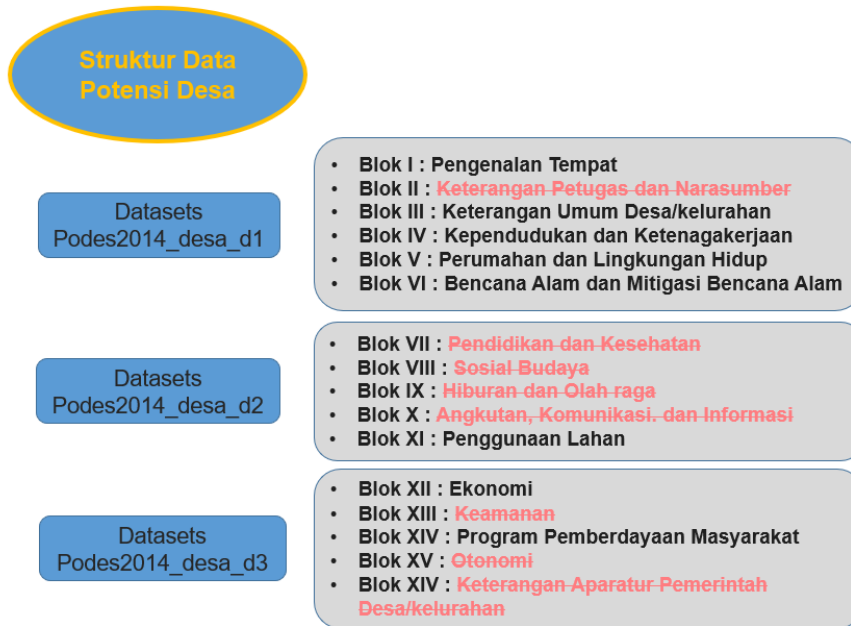 Struktur Data
Potensi Desa
Datasets
Podes2014_desa_d1
• Blok I : Pengenalan Tempat
• Blok II : Keterangan Petugas dan Narasumber
• Blok III : Keterangan Umum Desa/kelurahan
• Blok IV : Kependudukan dan Ketenagakerjaan
• Blok V : Perumahan dan Lingkungan Hidup
• Blok VI : Bencana Alam dan Mitigasi Bencana Alam
Datasets
Podes2014_desa_d2
• Blok VII : Pendidikan dan Kesehatan
• Blok VIII : Sosial Budaya
• Blok IX : Hiburan dan Olah raga
• Blok X : Angkutan, Komunikasi. dan Informasi
• Blok XI : Penggunaan Lahan
Datasets
Podes2014_desa_d3
• Blok XII : Ekonomi
• Blok XIII : Keamanan
• Blok XIV : Program Pemberdayaan Masyarakat
• Blok XV : Otonomi
• Blok XIV : Keterangan Aparatur Pemerintah
Desa/kelurahan